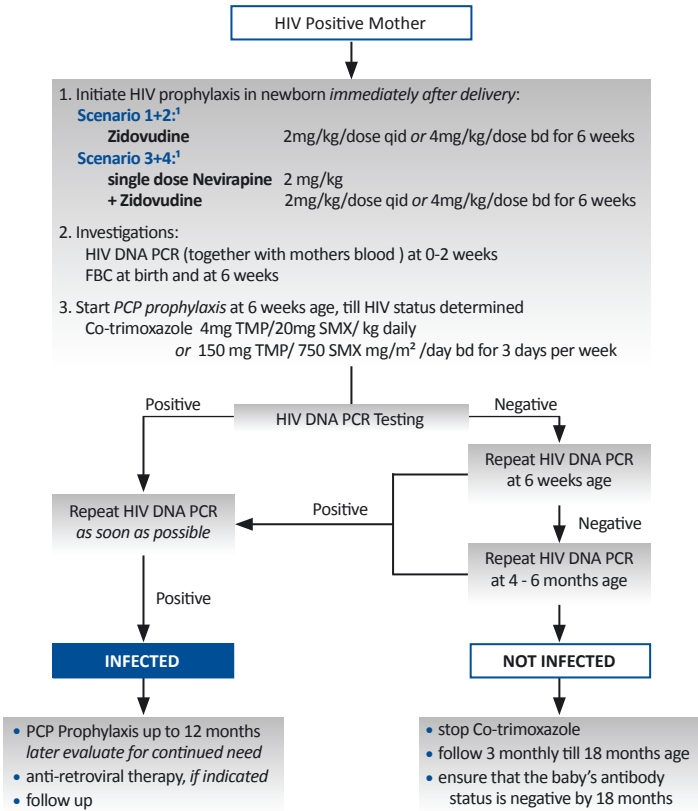 HIV Positive Mother
1. Initiate HIV prophylaxis in newborn immediately after delivery:
Scenario 1+2:¹
Zidovudine 2mg/kg/dose qid or 4mg/kg/dose bd for 6 weeks
Scenario 3+4:¹
single dose Nevirapine 2 mg/kg
+ Zidovudine 2mg/kg/dose qid or 4mg/kg/dose bd for 6 weeks
2. Investigations:
HIV DNA PCR (together with mothers blood ) at 0-2 weeks
FBC at birth and at 6 weeks
3. Start PCP prophylaxis at 6 weeks age, till HIV status determined
Co-trimoxazole 4mg TMP/20mg SMX/ kg daily
or 150 mg TMP/ 750 SMX mg/m² /day bd for 3 days per week
Positive
HIV DNA PCR Testing
Negative
Repeat HIV DNA PCR
at 6 weeks age
Repeat HIV DNA PCR
as soon as possible
Positive
Negative
Repeat HIV DNA PCR
at 4 - 6 months age
Positive
INFECTED
NOT INFECTED
• PCP Prophylaxis up to 12 months
later evaluate for continued need
• anti-retroviral therapy, if indicated
• follow up
• stop Co-trimoxazole
• follow 3 monthly till 18 months age
• ensure that the baby's antibody
status is negative by 18 months